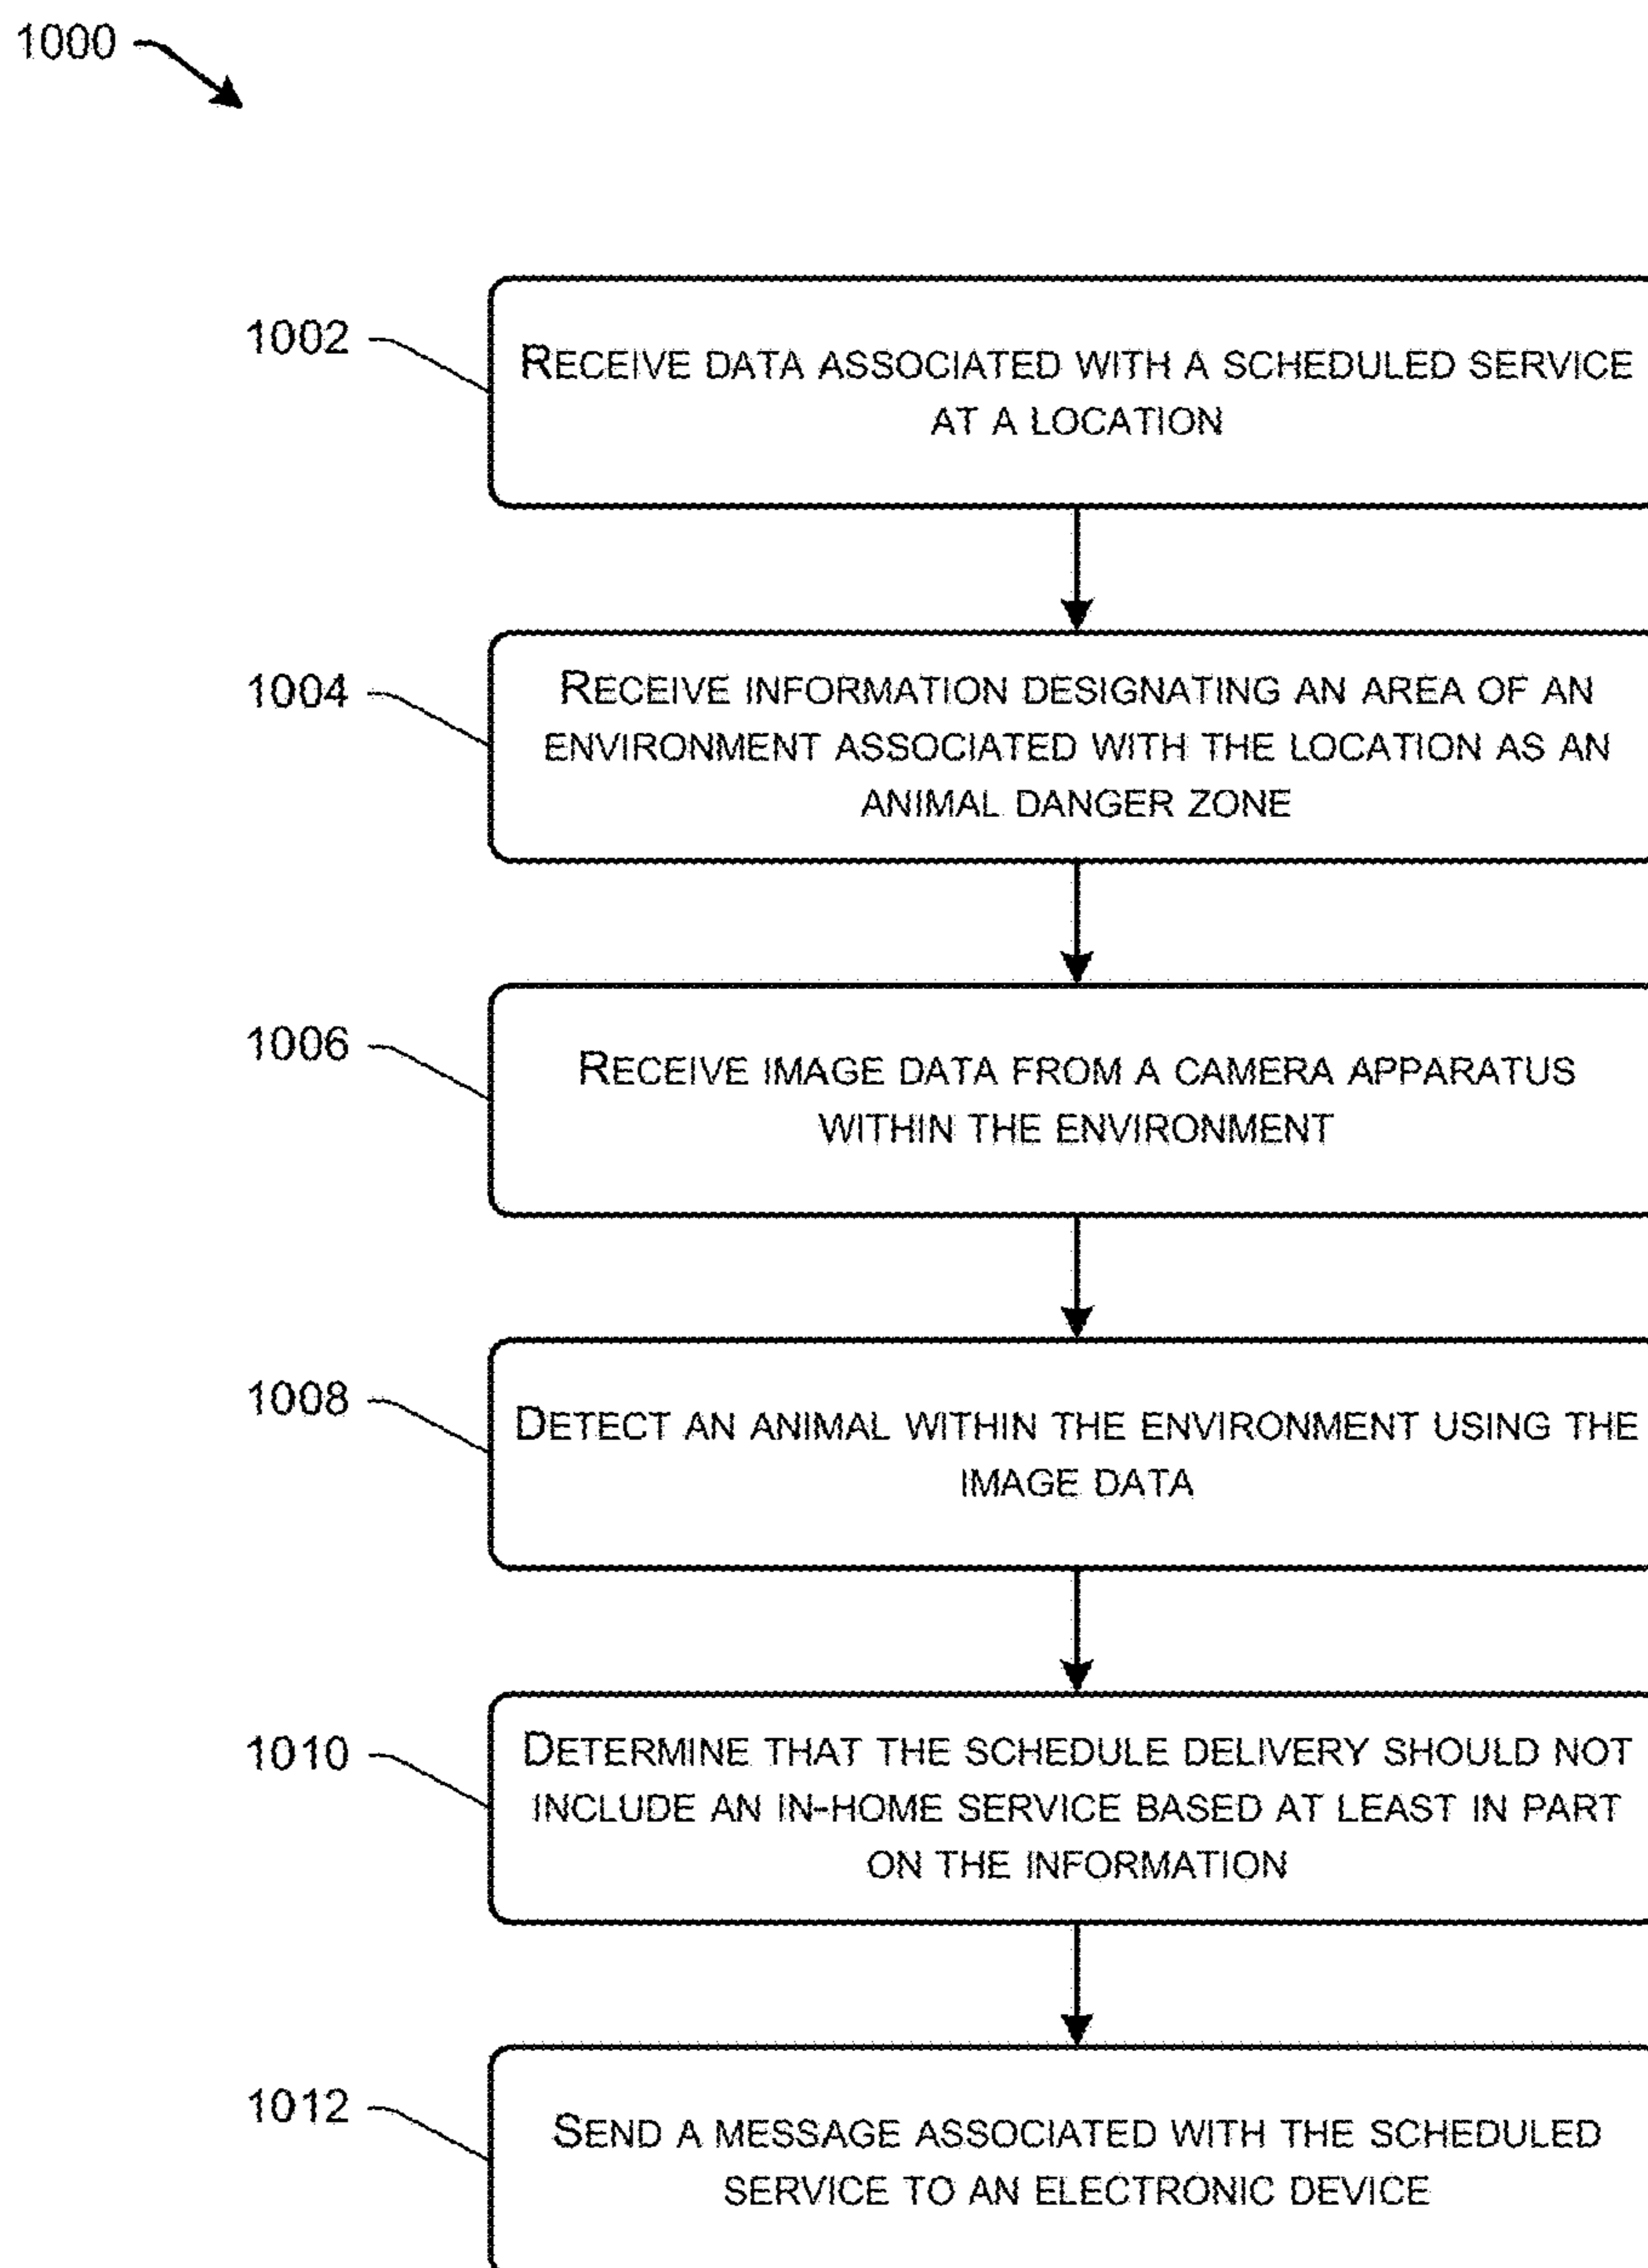 1000
1002
RECEIVE DATA ASSOCIATED WITH A SCHEDULED SERVICE
AT A LOCATION
1004
RECEIVE INFORMATION DESIGNATING AN AREA OF AN
ENVIRONMENT ASSOCIATED WITH THE LOCATION AS AN
ANIMAL DANGER ZONE
1006
RECEIVE IMAGE DATA FROM A CAMERA APPARATUS
WITHIN THE ENVIRONMENT
1008
DETECT AN ANIMAL WITHIN THE ENVIRONMENT USING THE
IMAGE DATA
1010
DETERMINE THAT THE SCHEDULE DELIVERY SHOULD NOT
INCLUDE AN IN-HOME SERVICE BASED AT LEAST IN PART
ON THE INFORMATION
1012
SEND A MESSAGE ASSOCIATED WITH THE SCHEDULED
SERVICE TO AN ELECTRONIC DEVICE